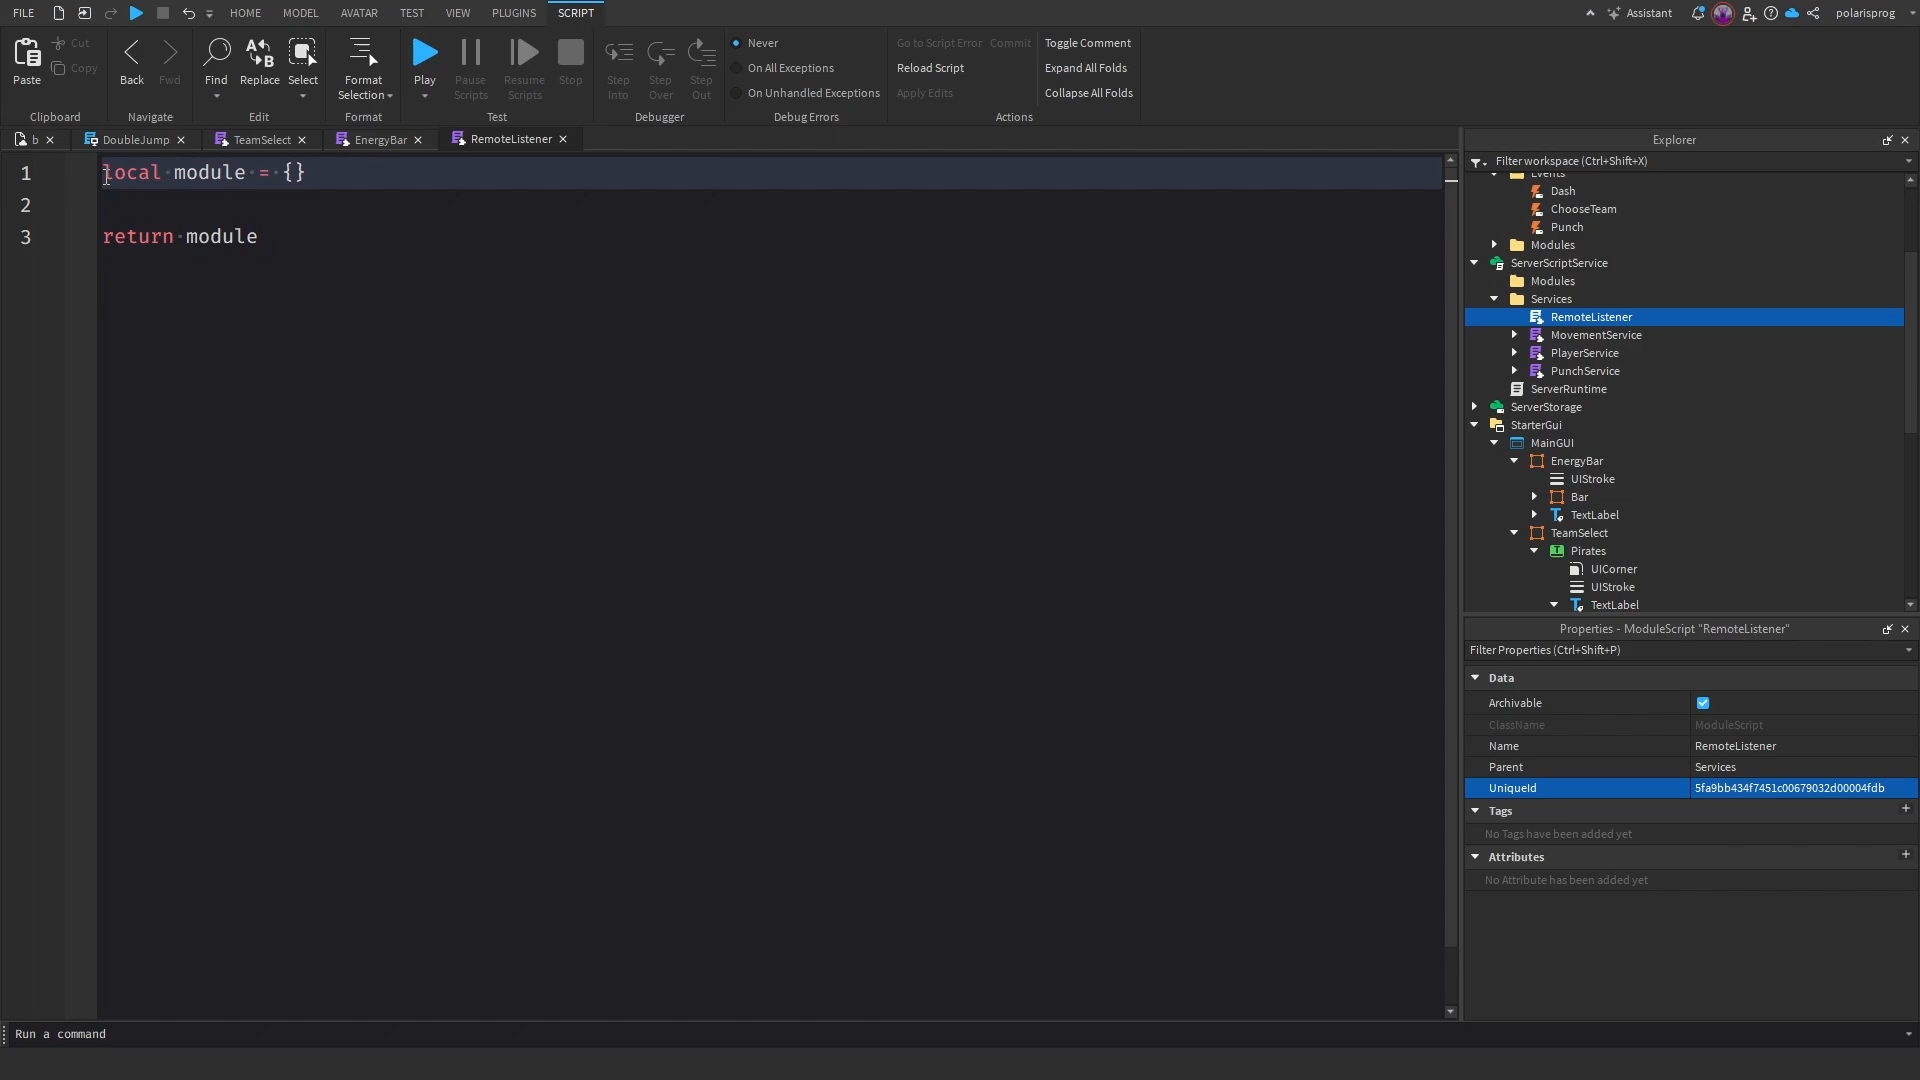 FILE HOME MODEL AVATAR TEST VIEW PLUGINS SCRIPT Assistant polarisprog
Paste Cut Copy
Clipboard
Back Fwd
Navigate
Find Replace Select
Edit
Format Selection
Format
Play Pause Scripts Resume Scripts Stop
Test
Step Into Step Over Step Out
Debugger
Never
On All Exceptions
On Unhandled Exceptions
Debug Errors
Go to Script Error Commit Toggle Comment
Reload Script Expand All Folds
Apply Edits Collapse All Folds
Actions
b DoubleJump TeamSelect EnergyBar RemoteListener
1 local module = {}
2
3 return module
Explorer
Filter workspace (Ctrl+Shift+X)
Events
Dash
ChooseTeam
Punch
Modules
ServerScriptService
Modules
Services
RemoteListener
MovementService
PlayerService
PunchService
ServerRuntime
ServerStorage
StarterGui
MainGUI
EnergyBar
UIStroke
Bar
TextLabel
TeamSelect
Pirates
UICorner
UIStroke
TextLabel
Properties - ModuleScript "RemoteListener"
Filter Properties (Ctrl+Shift+P)
Data
Archivable
ClassName ModuleScript
Name RemoteListener
Parent Services
UniqueId 5fa9bb434f7451c00679032d00004fdb
Tags
No Tags have been added yet
Attributes
No Attribute has been added yet
Run a command